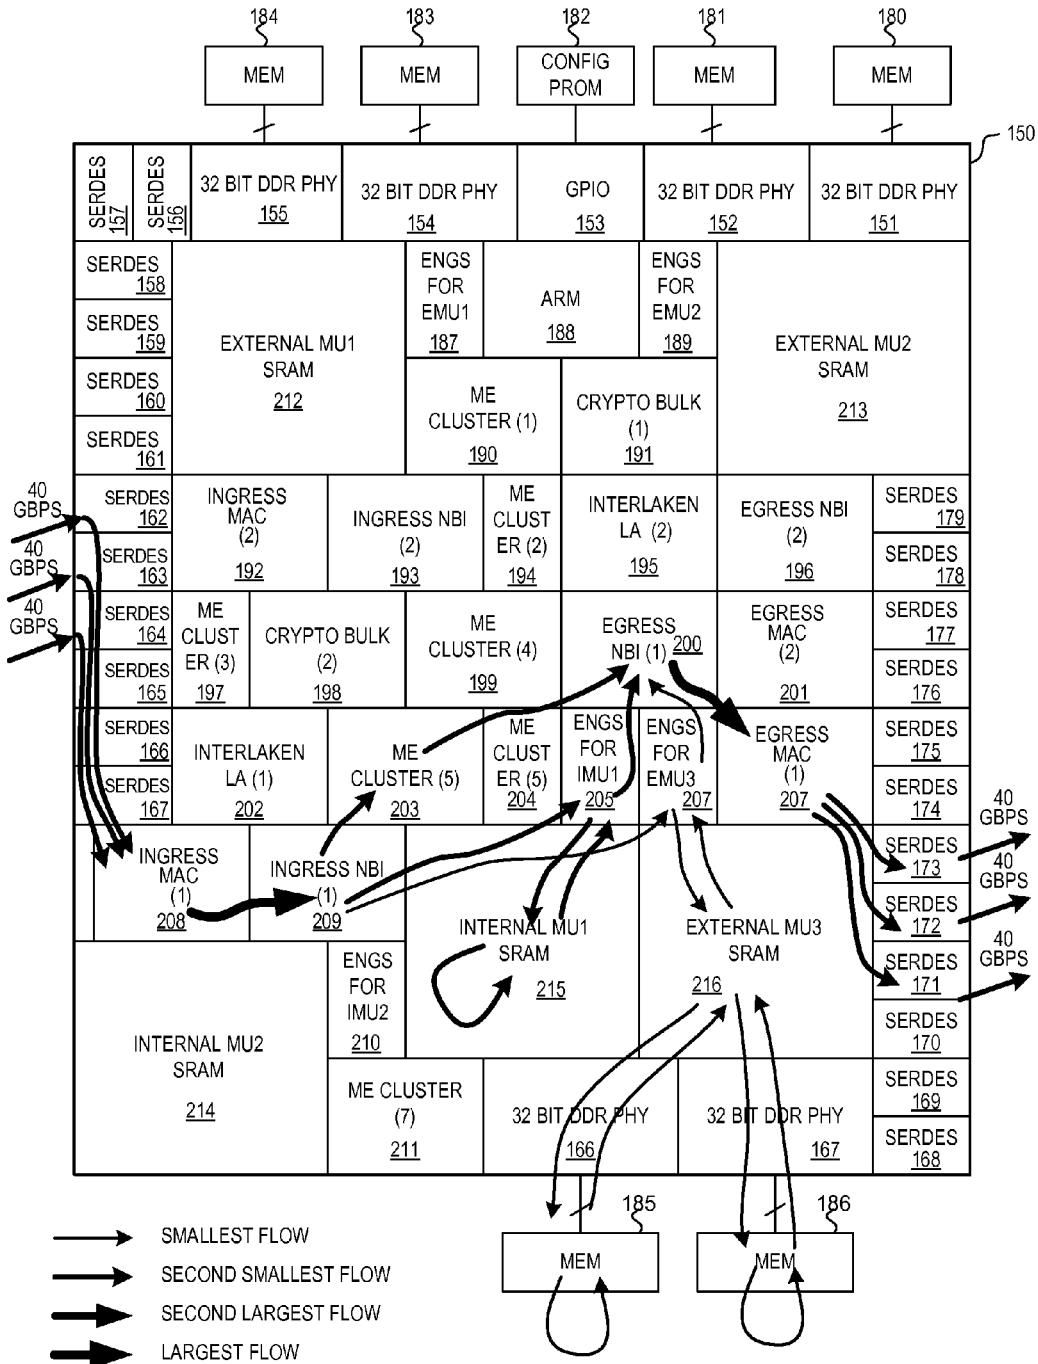 184
183
182
181
180
MEM
MEM
CONFIG
PROM
MEM
MEM
150
SERDES
157
SERDES
156
32 BIT DDR PHY
155
32 BIT DDR PHY
154
GPIO
153
32 BIT DDR PHY
152
32 BIT DDR PHY
151
SERDES
158
SERDES
159
SERDES
160
SERDES
161
EXTERNAL MU1
SRAM
212
ENGS
FOR
EMU1
187
ARM
188
ENGS
FOR
EMU2
189
EXTERNAL MU2
SRAM
213
ME
CLUSTER (1)
190
CRYPTO BULK
(1)
191
40
GBPS
40
GBPS
40
GBPS
SERDES
162
SERDES
163
INGRESS
MAC
(2)
192
INGRESS NBI
(2)
193
ME
CLUST
ER (2)
194
INTERLAKEN
LA (2)
195
EGRESS NBI
(2)
196
SERDES
179
SERDES
178
SERDES
164
SERDES
165
ME
CLUST
ER (3)
197
CRYPTO BULK
(2)
198
ME
CLUSTER (4)
199
EGRESS
NBI (1)
200
EGRESS
MAC
(2)
201
SERDES
177
SERDES
176
SERDES
166
SERDES
167
INTERLAKEN
LA (1)
202
ME
CLUSTER (5)
203
ME
CLUST
ER (5)
204
ENGS
FOR
IMU1
205
ENGS
FOR
EMU3
207
EGRESS
MAC
(1)
207
SERDES
175
SERDES
174
INGRESS
MAC
(1)
208
INGRESS NBI
(1)
209
INTERNAL MU1
SRAM
215
EXTERNAL MU3
SRAM
216
SERDES
173
SERDES
172
SERDES
171
SERDES
170
40
GBPS
40
GBPS
40
GBPS
INTERNAL MU2
SRAM
214
ENGS
FOR
IMU2
210
ME CLUSTER
(7)
211
32 BIT DDR PHY
166
32 BIT DDR PHY
167
SERDES
169
SERDES
168
185
186
MEM
MEM
SMALLEST FLOW
SECOND SMALLEST FLOW
SECOND LARGEST FLOW
LARGEST FLOW